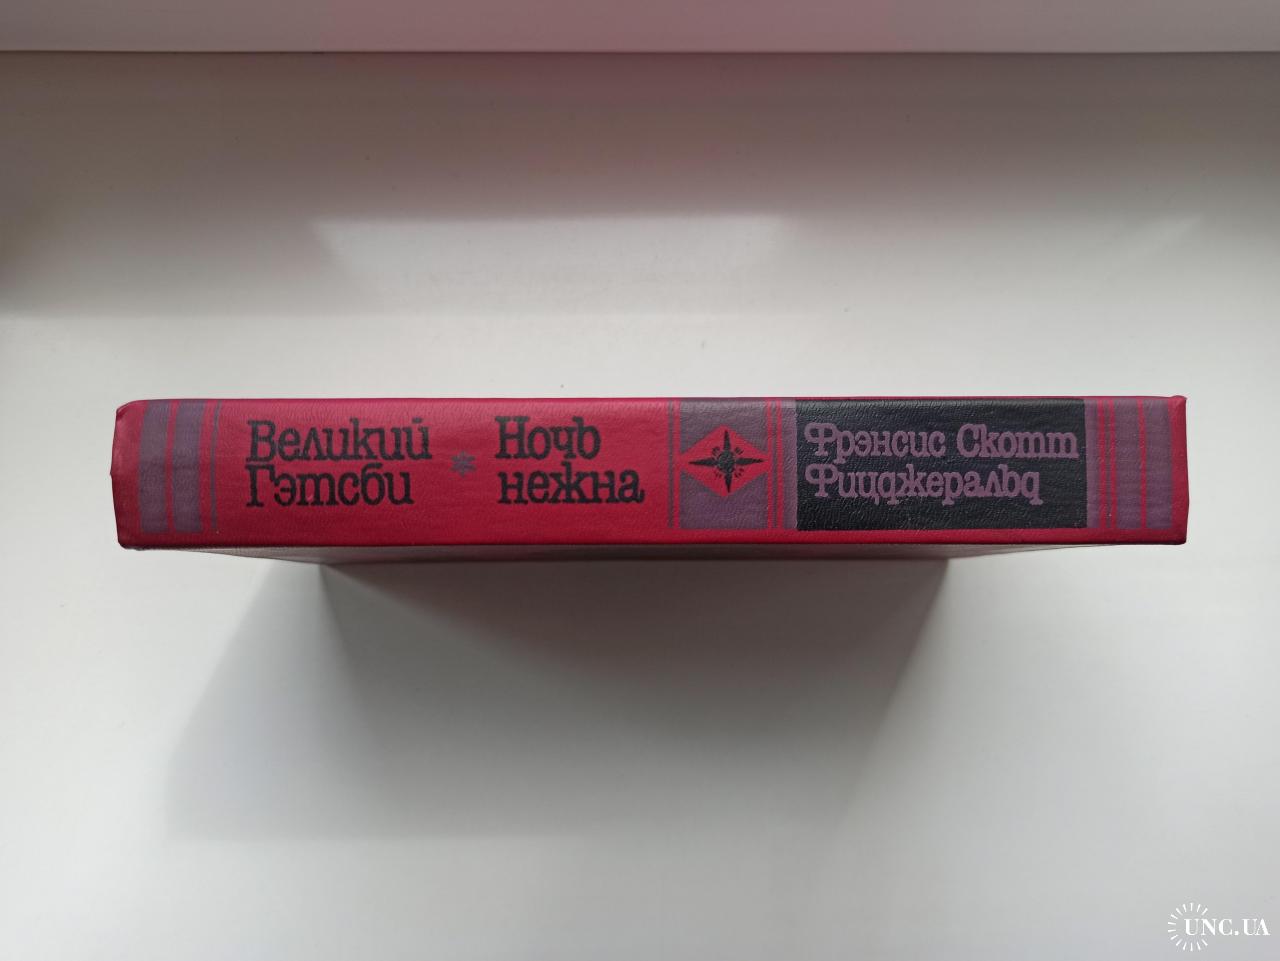 Великий
Гэтсби
*
Ночь
нежна
Фрэнсис Скотт
Фицджеральд
UNC.UA